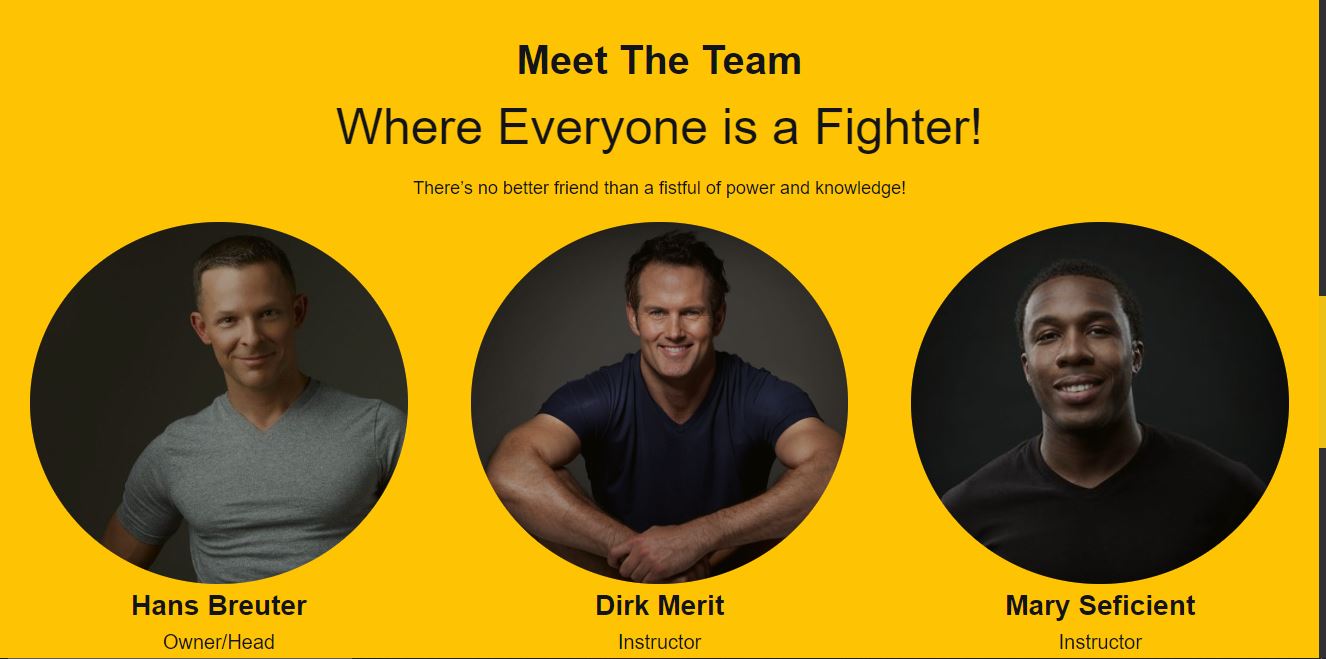 Meet The Team
Where Everyone is a Fighter!
There's no better friend than a fistful of power and knowledge!
Hans Breuter
Dirk Merit
Mary Seficient
Owner/Head
Instructor
Instructor